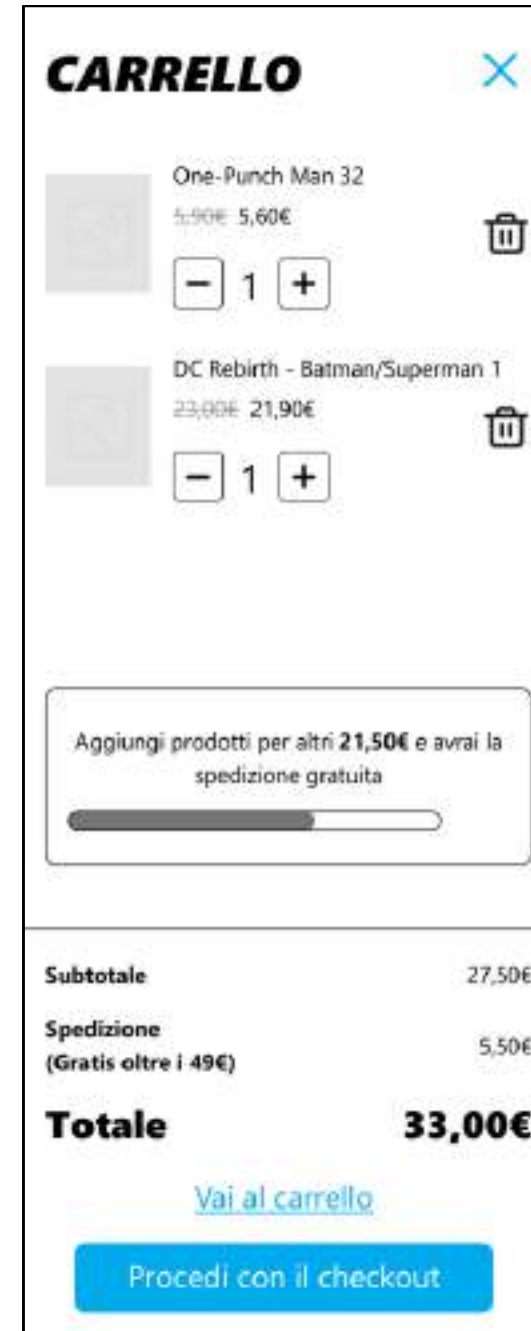 CARRELLO
One-Punch Man 32
5,90€ 5,60€
1
DC Rebirth - Batman/Superman 1
23,00€ 21,90€
1
Aggiungi prodotti per altri 21,50€ e avrai la
spedizione gratuita
Subtotale 27,50€
Spedizione
(Gratis oltre i 49€) 5,50€
Totale 33,00€
Vai al carrello
Procedi con il checkout